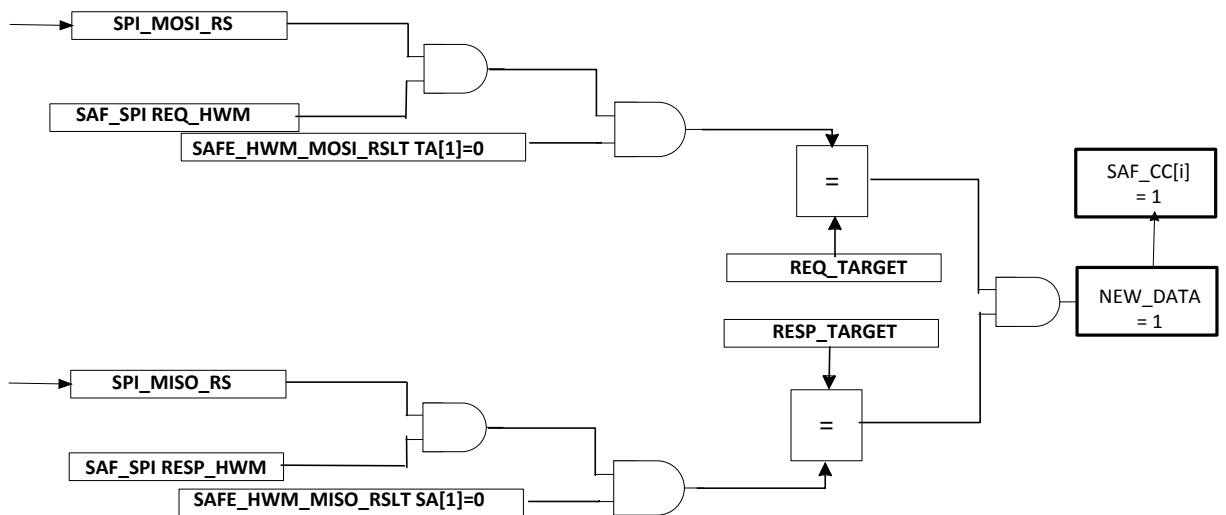 SPI_MOSI_RS
SAF_SPI REQ_HWM
SAFE_HWM_MOSI_RSLT TA[1]=0
=
REQ_TARGET
SAF_CC[i]
= 1
NEW_DATA
= 1
RESP_TARGET
SPI_MISO_RS
=
SAF_SPI RESP_HWM
SAFE_HWM_MISO_RSLT SA[1]=0